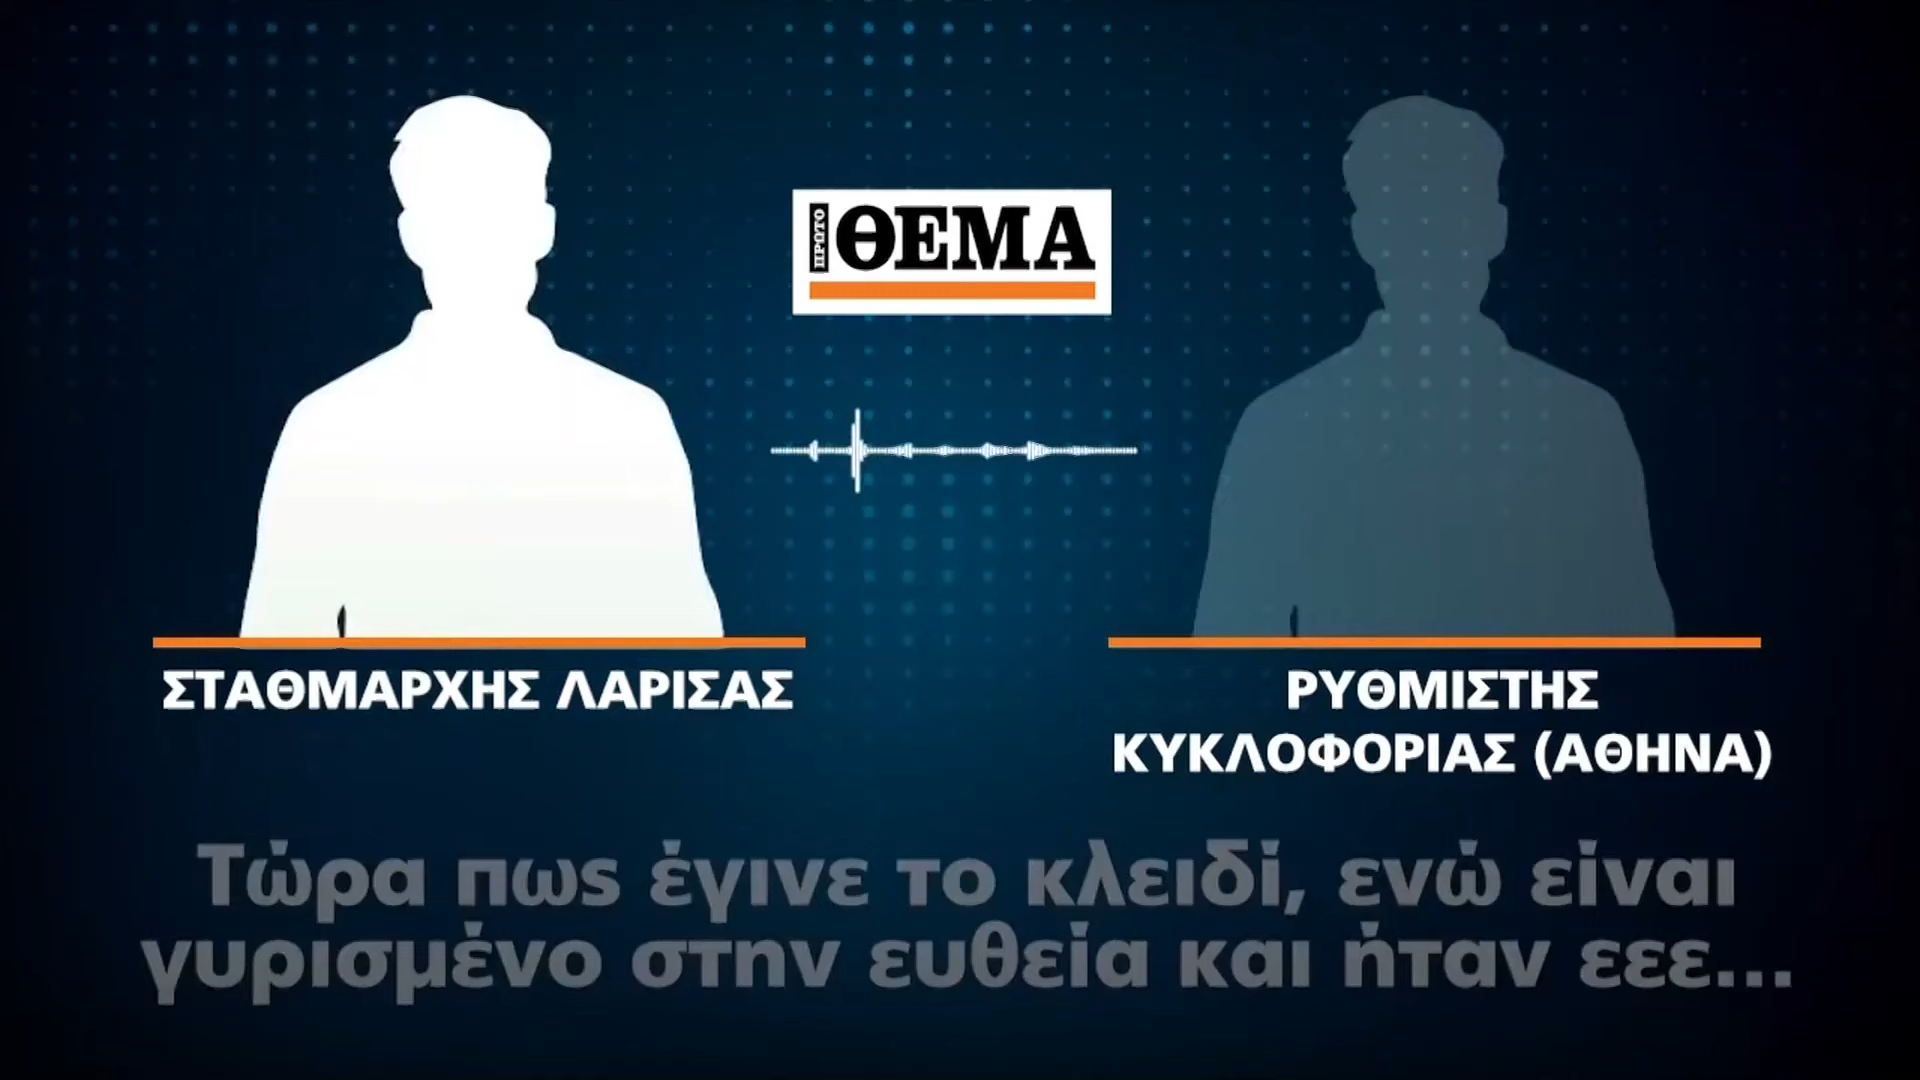 ΠΡΩΤΟ
ΘΕΜΑ
ΣΤΑΘΜΑΡΧΗΣ ΛΑΡΙΣΑΣ
ΡΥΘΜΙΣΤΗΣ
ΚΥΚΛΟΦΟΡΙΑΣ (ΑΘΗΝΑ)
Τώρα πως έγινε το κλειδί, ενώ είναι
γυρισμένο στην ευθεία και ήταν εεε...